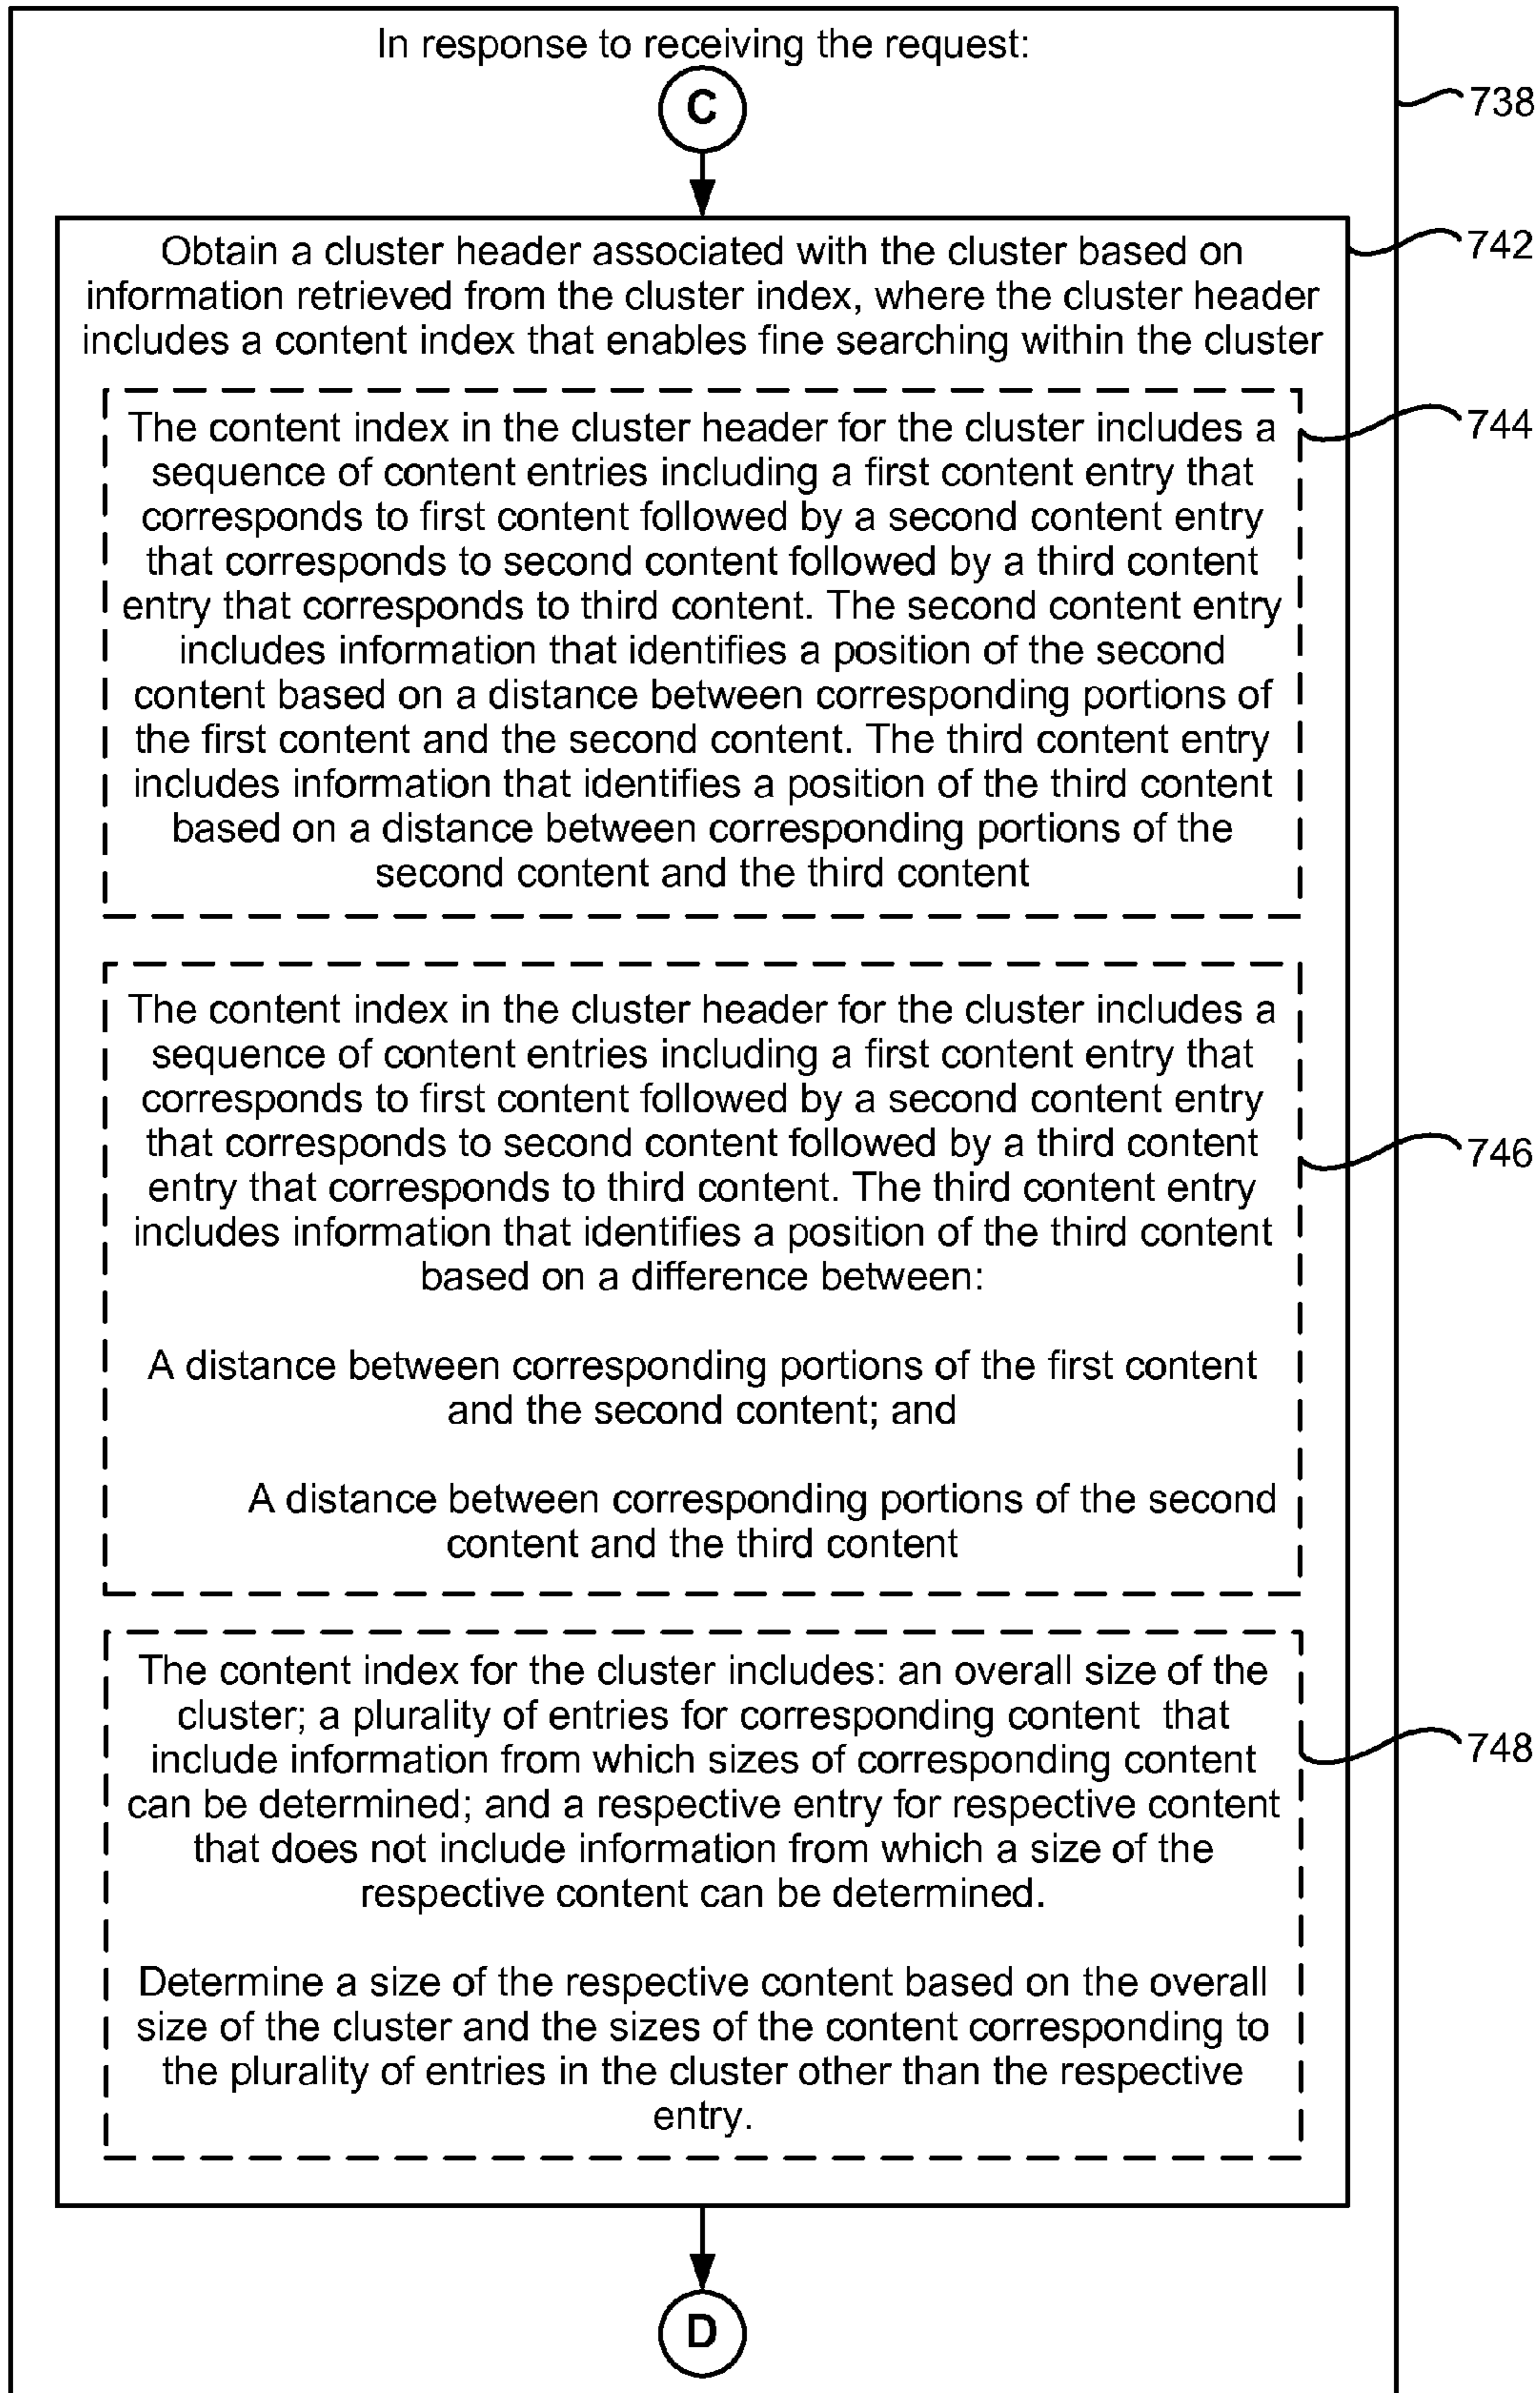 In response to receiving the request:
C
738
Obtain a cluster header associated with the cluster based on
742
information retrieved from the cluster index, where the cluster header
includes a content index that enables fine searching within the cluster
The content index in the cluster header for the cluster includes a
744
sequence of content entries including a first content entry that
corresponds to first content followed by a second content entry
that corresponds to second content followed by a third content
entry that corresponds to third content. The second content entry
includes information that identifies a position of the second
content based on a distance between corresponding portions of
the first content and the second content. The third content entry
includes information that identifies a position of the third content
based on a distance between corresponding portions of the
second content and the third content
The content index in the cluster header for the cluster includes a
sequence of content entries including a first content entry that
corresponds to first content followed by a second content entry
that corresponds to second content followed by a third content
746
entry that corresponds to third content. The third content entry
includes information that identifies a position of the third content
based on a difference between:
A distance between corresponding portions of the first content
and the second content; and
A distance between corresponding portions of the second
content and the third content
The content index for the cluster includes: an overall size of the
cluster; a plurality of entries for corresponding content that
include information from which sizes of corresponding content
748
can be determined; and a respective entry for respective content
that does not include information from which a size of the
respective content can be determined.
Determine a size of the respective content based on the overall
size of the cluster and the sizes of the content corresponding to
the plurality of entries in the cluster other than the respective
entry.
D